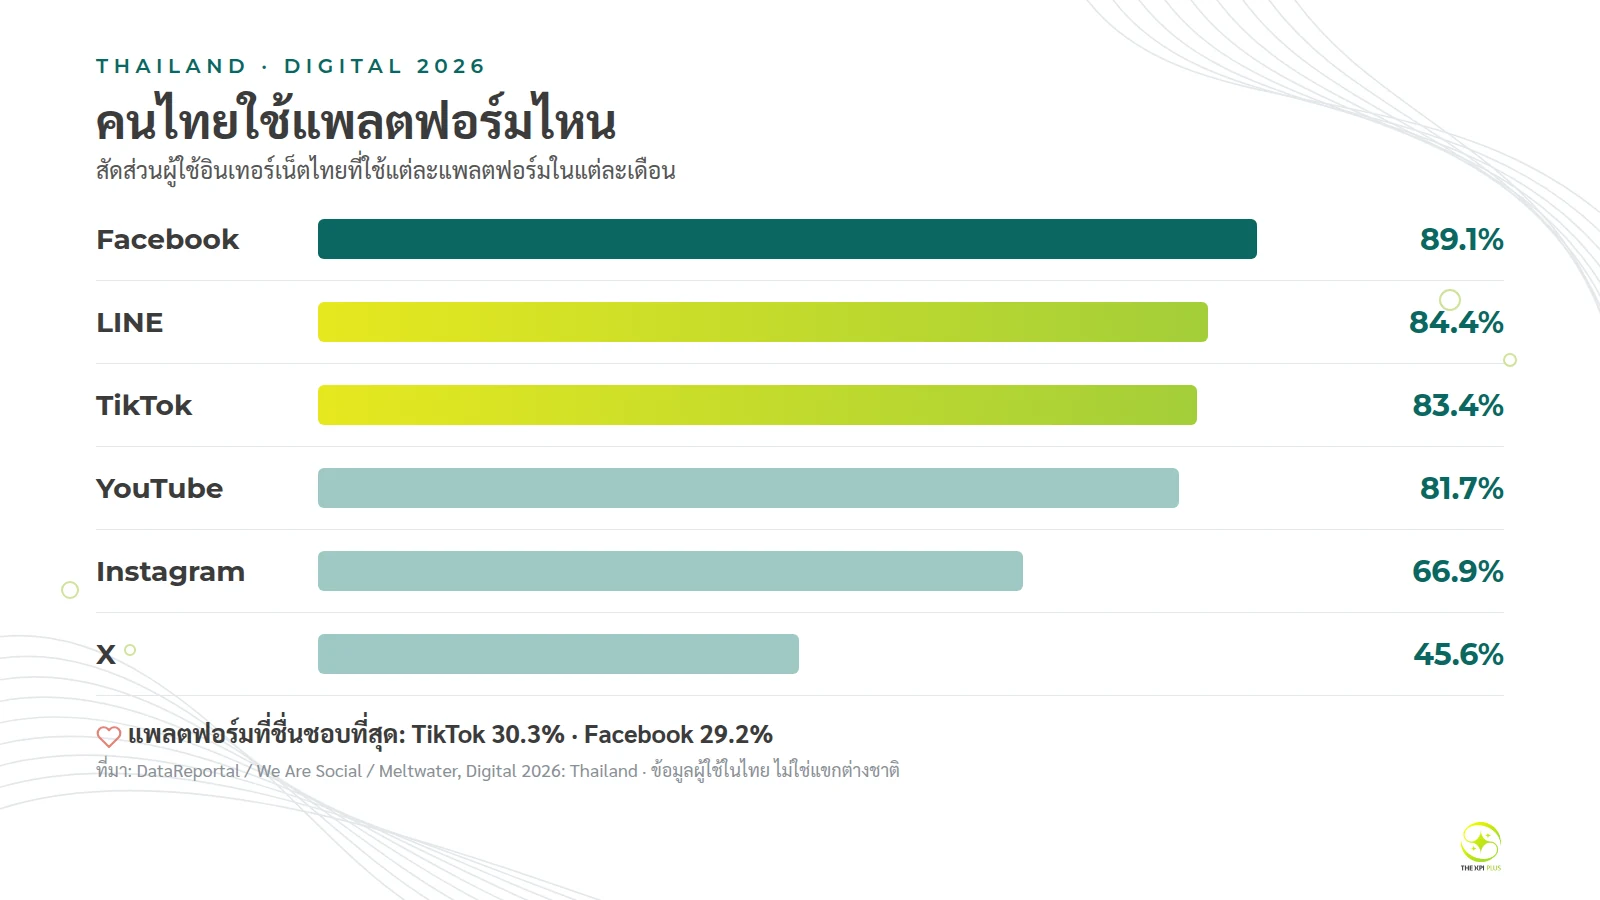 THAILAND · DIGITAL 2026
คนไทยใช้แพลตฟอร์มไหน
สัดส่วนผู้ใช้อินเทอร์เน็ตไทยที่ใช้แต่ละแพลตฟอร์มในแต่ละเดือน
Facebook 89.1%
LINE 84.4%
TikTok 83.4%
YouTube 81.7%
Instagram 66.9%
X 45.6%
แพลตฟอร์มที่ชื่นชอบที่สุด: TikTok 30.3% · Facebook 29.2%
ที่มา: DataReportal / We Are Social / Meltwater, Digital 2026: Thailand · ข้อมูลผู้ใช้ในไทย ไม่ใช่แขกต่างชาติ
THE KPI PLUS